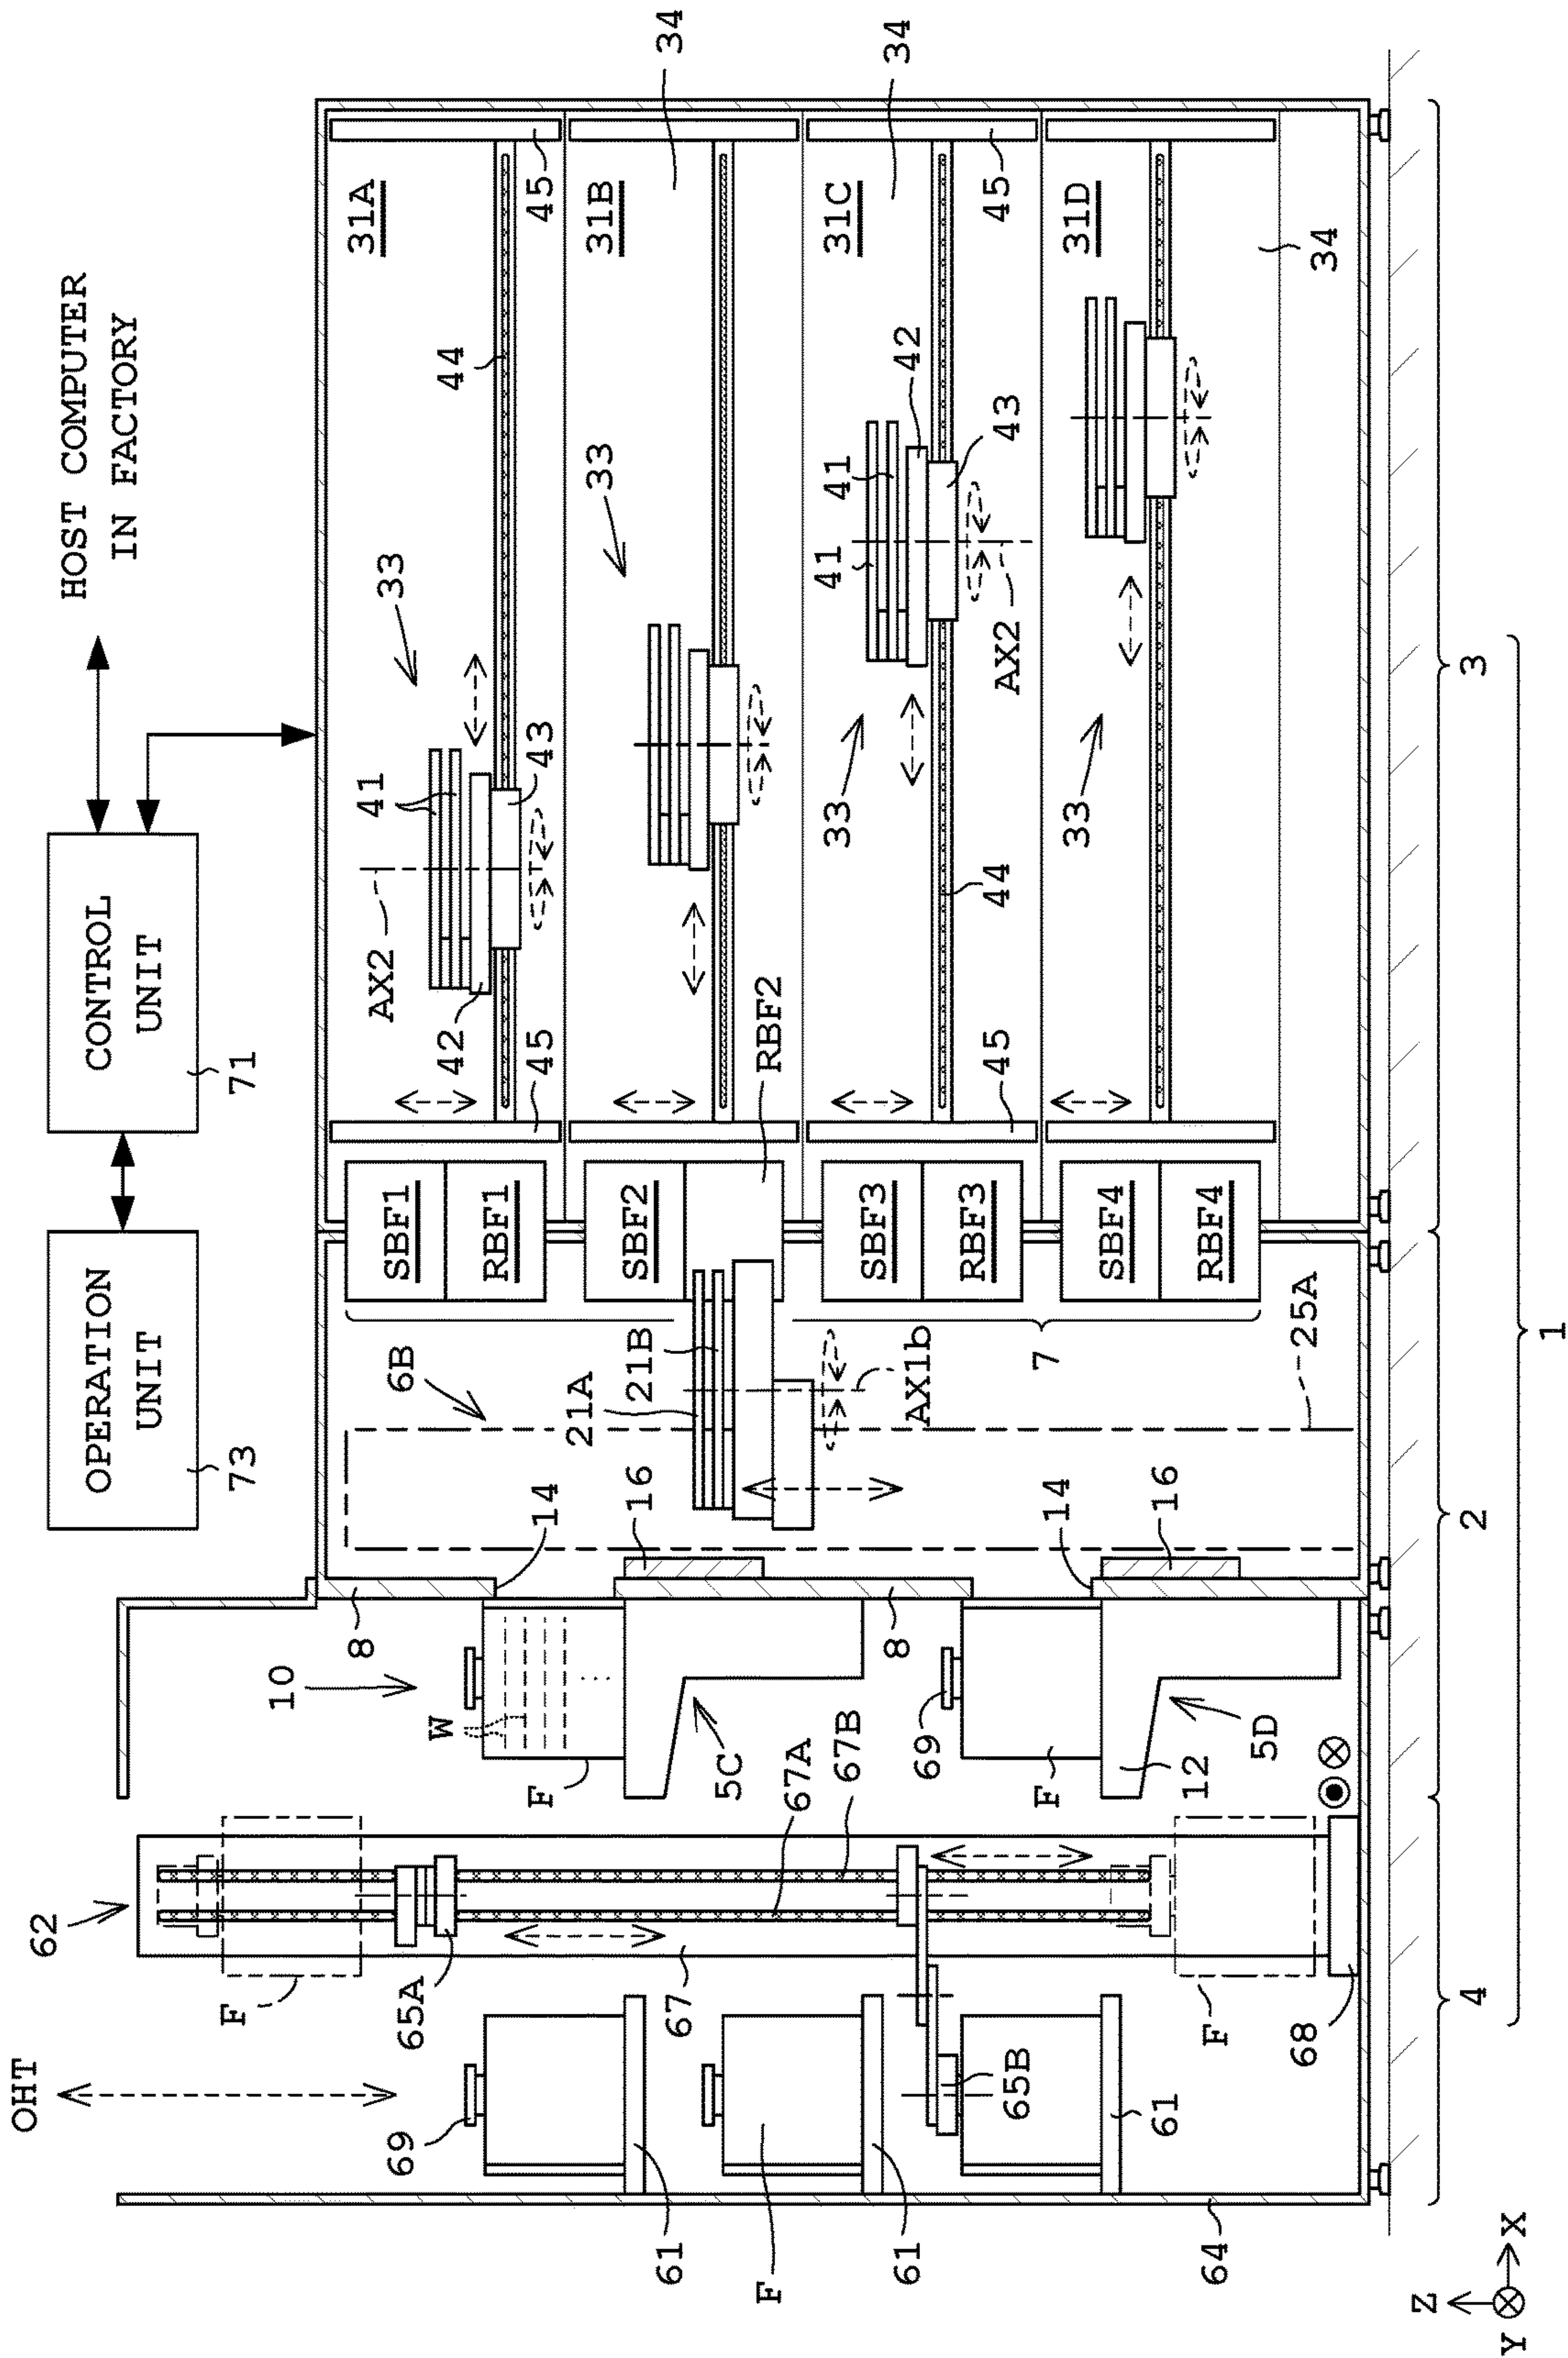 HOST COMPUTER
IN FACTORY
OPERATION
UNIT
73
CONTROL
UNIT
71
OHT
62
F
10
6B
AX2
41
42
33
44
31A
45
45
43
69
65A
W
F
8
14
16
21A
21B
SBF1
RBF1
61
67
67A
67B
5C
SBF2
RBF2
33
31B
34
F
61
65B
69
8
AX1b
7
SBF3
RBF3
33
44
41
41
42
43
AX2
31C
45
34
F
12
5D
14
16
25A
SBF4
RBF4
33
31D
34
61
64
F
68
4
2
3
1
Z
Y
X